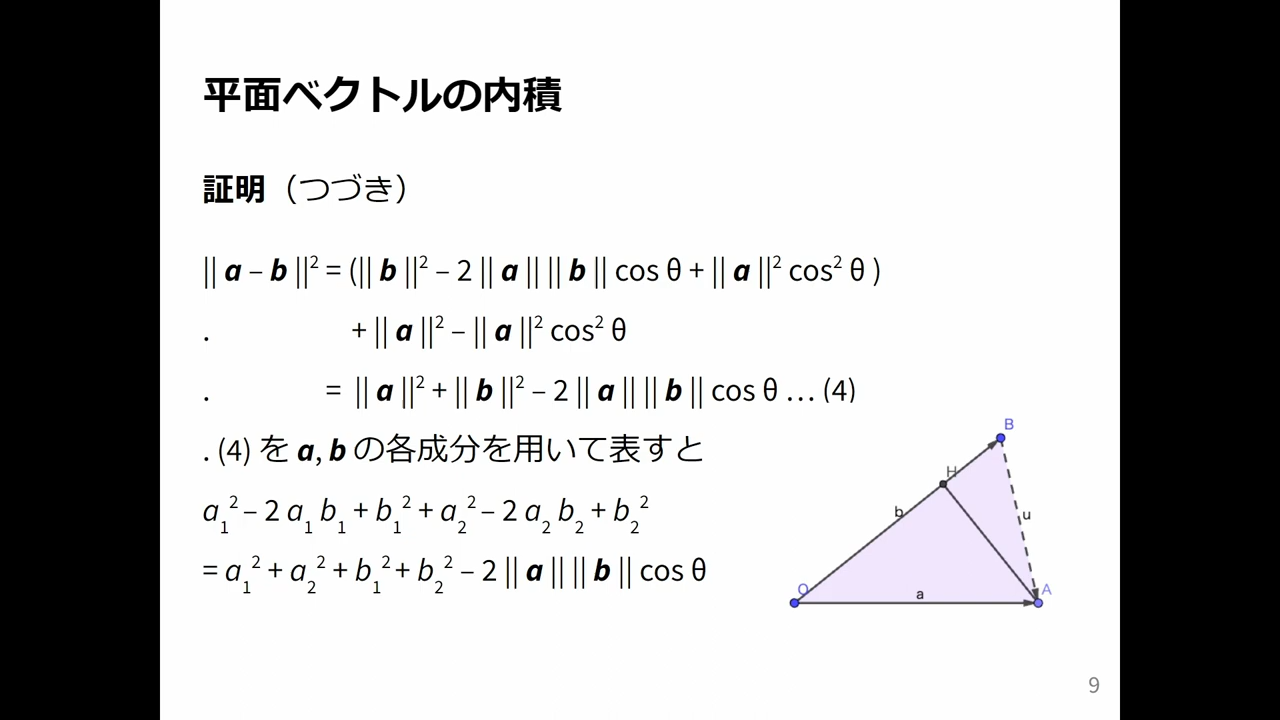 平面ベクトルの内積
証明（つづき）
|| a – b ||² = (|| b ||² – 2 || a || || b || cos θ + || a ||² cos² θ )
. + || a ||² – || a ||² cos² θ
. = || a ||² + || b ||² – 2 || a || || b || cos θ … (4)
. (4) を a, b の各成分を用いて表すと
a₁² – 2 a₁ b₁ + b₁² + a₂² – 2 a₂ b₂ + b₂²
= a₁² + a₂² + b₁² + b₂² – 2 || a || || b || cos θ
B
H
b
u
O
a
A
9